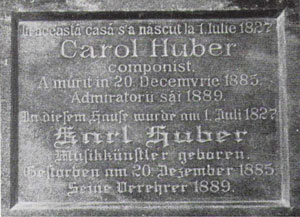 În această casă s'a născut la 1. Iulie 1827
Carol Huber
componist.
A murit in 20. Decemvrie 1885.
Admiratorii săi 1889.
In diesem Hause wurde am 1. Juli 1827
Karl Huber
Musikkünstler geboren.
Gestorben am 20. Dezember 1885.
Seine Verehrer 1889.